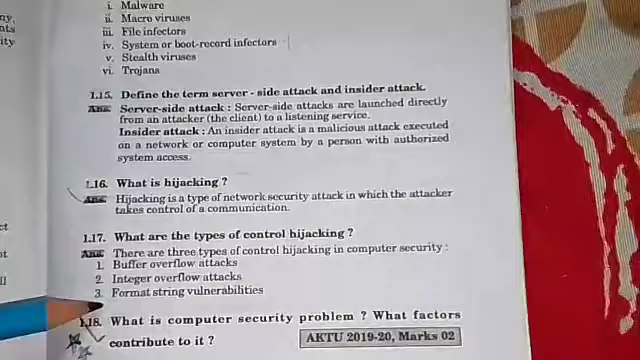 ny,
nts
ity
i. Malware
ii. Macro viruses
iii. File infectors
iv. System or boot-record infectors
v. Stealth viruses
vi. Trojans
1.15. Define the term server - side attack and insider attack.
Ans. Server-side attack : Server-side attacks are launched directly
from an attacker (the client) to a listening service.
Insider attack : An insider attack is a malicious attack executed
on a network or computer system by a person with authorized
system access.
1.16. What is hijacking ?
Ans. Hijacking is a type of network security attack in which the attacker
takes control of a communication.
1.17. What are the types of control hijacking ?
Ans. There are three types of control hijacking in computer security :
1. Buffer overflow attacks
2. Integer overflow attacks
3. Format string vulnerabilities
1.18. What is computer security problem ? What factors
contribute to it ?
AKTU 2019-20, Marks 02